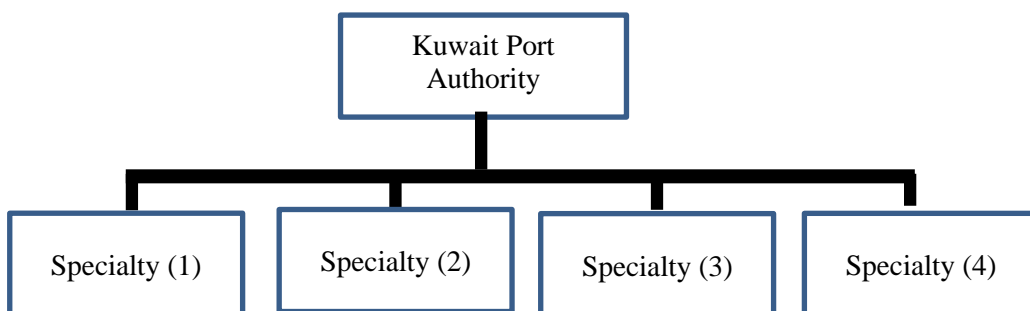 Kuwait Port
Authority
Specialty (1)
Specialty (2)
Specialty (3)
Specialty (4)